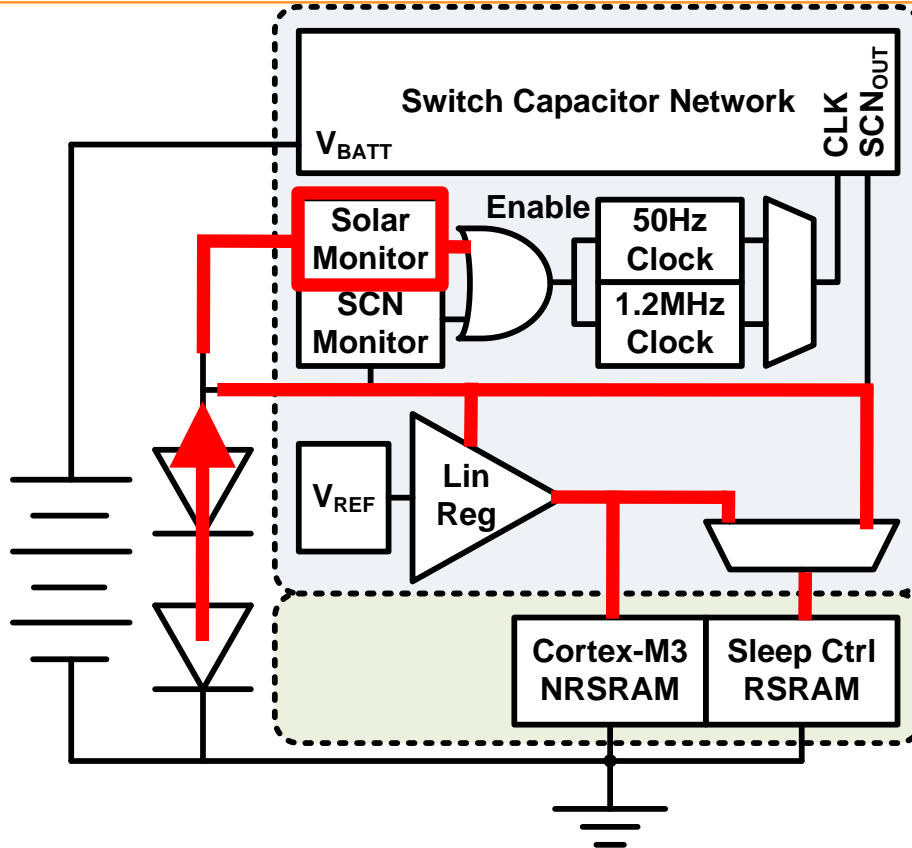 Switch Capacitor Network
VBATT
CLK
SCNOUT
Solar
Monitor
Enable
50Hz
Clock
SCN
Monitor
1.2MHz
Clock
VREF
Lin
Reg
Cortex-M3
NRSRAM
Sleep Ctrl
RSRAM